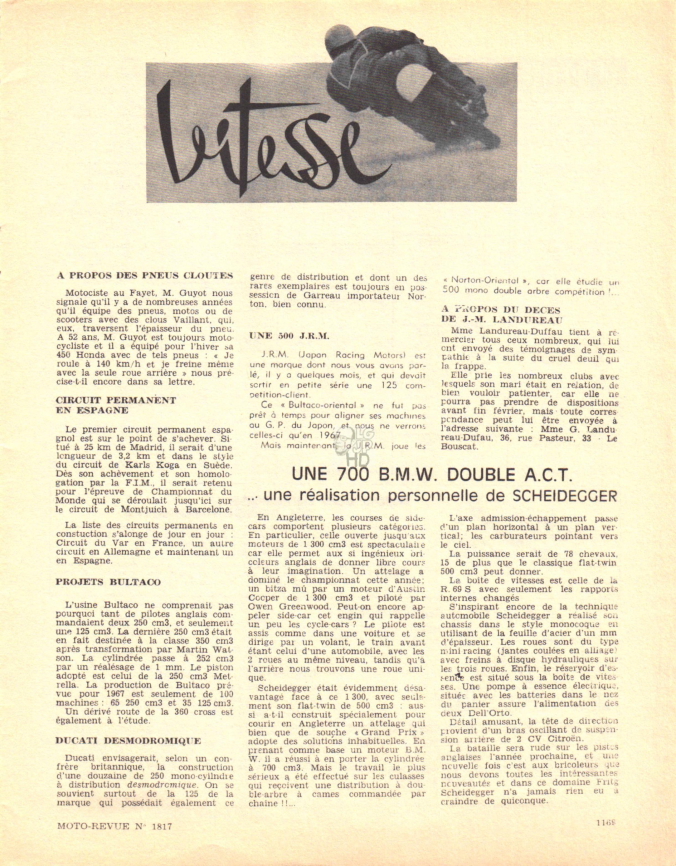 Vitesse
A PROPOS DES PNEUS CLOUTES
Motociste au Fayet, M. Guyot nous
signale qu'il y a de nombreuses années
qu'il équipe des pneus, motos ou de
scooters avec des clous Vaillant, qui,
eux, traversent l'épaisseur du pneu.
A 52 ans, M. Guyot est toujours moto-
cycliste et il a équipé pour l'hiver sa
450 Honda avec de tels pneus : « Je
roule à 140 km/h et je freine même
avec la seule roue arrière » nous pré-
cise-t-il encore dans sa lettre.
CIRCUIT PERMANENT
EN ESPAGNE
Le premier circuit permanent espa-
gnol est sur le point de s'achever. Si-
tué à 25 km de Madrid, il serait d'une
longueur de 3,2 km et dans le style
du circuit de Karls Koga en Suède.
Dès son achèvement et son homolo-
gation par la F.I.M., il serait retenu
pour l'épreuve de Championnat du
Monde qui se déroulait jusqu'ici sur
le circuit de Montjuich à Barcelone.
La liste des circuits permanents en
constuction s'alonge de jour en jour :
Circuit du Var en France, un autre
circuit en Allemagne et maintenant un
en Espagne.
PROJETS BULTACO
L'usine Bultaco ne comprenait pas
pourquoi tant de pilotes anglais com-
mandaient deux 250 cm3, et seulement
une 125 cm3. La dernière 250 cm3 était
en fait destinée à la classe 350 cm3
après transformation par Martin Wat-
son. La cylindrée passe à 252 cm3
par un réalésage de 1 mm. Le piston
adopté est celui de la 250 cm3 Met-
rella. La production de Bultaco pré-
vue pour 1967 est seulement de 100
machines : 65 250 cm3 et 35 125 cm3.
Un dérivé route de la 360 cross est
également à l'étude.
DUCATI DESMODROMIQUE
Ducati envisagerait, selon un con-
frère britannique, la construction
d'une douzaine de 250 mono-cylindre
à distribution desmodromique. On se
souvient surtout de la 125 de la
marque qui possédait également ce
genre de distribution et dont un des
rares exemplaires est toujours en pos-
session de Garreau importateur Nor-
ton, bien connu.
UNE 500 J.R.M.
J.R.M. (Japon Racing Motors) est
une marque dont nous vous avons par-
lé, il y a quelques mois, et qui devait
sortir en petite série une 125 com-
petition-client.
Ce « Bultaco-oriental » ne fut pas
prêt à temps pour aligner ses machines
au G.P. du Japon, et nous ne verrons
celles-ci qu'en 1967.
Mais maintenant, J.R.M. joue les
« Norton-Oriental », car elle étudie un
500 mono double arbre compétition !...
A PROPOS DU DECES
DE J.-M. LANDUREAU
Mme Landureau-Duffau tient à re-
mercier tous ceux nombreux, qui lui
ont envoyé des témoignages de sym-
pathie à la suite du cruel deuil qui
la frappe.
Elle prie les nombreux clubs avec
lesquels son mari était en relation, de
bien vouloir patienter, car elle ne
pourra pas prendre de dispositions
avant fin février, mais toute corres-
pondance peut lui être envoyée à
l'adresse suivante : Mme G. Landu-
reau-Dufau, 36, rue Pasteur, 33 - Le
Bouscat.
UNE 700 B.M.W. DOUBLE A.C.T.
... une réalisation personnelle de SCHEIDEGGER
En Angleterre, les courses de side-
cars comportent plusieurs catégories.
En particulier, celle ouverte jusqu'aux
moteurs de 1 300 cm3 est spectaculaire
car elle permet aux si ingénieux bri-
coleurs anglais de donner libre cours
à leur imagination. Un attelage a
dominé le championnat cette année;
un bitza mû par un moteur d'Austin
Cooper de 1 300 cm3 et piloté par
Owen Greenwood. Peut-on encore ap-
peler side-car cet engin qui rappelle
un peu les cycle-cars ? Le pilote est
assis comme dans une voiture et se
dirige par un volant, le train avant
étant celui d'une automobile, avec les
2 roues au même niveau, tandis qu'à
l'arrière nous trouvons une roue uni-
que.
Scheidegger était évidemment désa-
vantagé face à ce 1 300, avec seule-
ment son flat-twin de 500 cm3 : aus-
si a-t-il construit spécialement pour
courir en Angleterre un attelage qui
bien que de souche « Grand Prix »
adopte des solutions inhabituelles. En
prenant comme base un moteur B.M.
W. il a réussi à en porter la cylindrée
à 700 cm3. Mais le travail le plus
sérieux a été effectué sur les culasses
qui reçoivent une distribution à dou-
ble-arbre à cames commandée par
chaîne !!...
L'axe admission-échappement passe
d'un plan horizontal à un plan ver-
tical; les carburateurs pointant vers
le ciel.
La puissance serait de 78 chevaux,
15 de plus que le classique flat-twin
500 cm3 peut donner.
La boîte de vitesses est celle de la
R. 69 S avec seulement les rapports
internes changés
S'inspirant encore de la technique
automobile Scheidegger a réalisé son
chassis dans le style monocoque en
utilisant de la feuille d'acier d'un mm
d'épaisseur. Les roues sont du type
mini racing (jantes coulées en alliage)
avec freins à disque hydrauliques sur
les trois roues. Enfin, le réservoir d'es-
sence est situé sous la boîte de vites-
ses. Une pompe à essence électrique,
située avec les batteries dans le nez
du panier assure l'alimentation des
deux Dell'Orto.
Détail amusant, la tête de direction
provient d'un bras oscillant de suspen-
sion arrière de 2 CV Citroën.
La bataille sera rude sur les pistes
anglaises l'année prochaine, et une
nouvelle fois c'est aux bricoleurs que
nous devons toutes les intéressantes
nouveautés et dans ce domaine Fritz
Scheidegger n'a jamais rien eu à
craindre de quiconque.
MOTO-REVUE N° 1817
1168